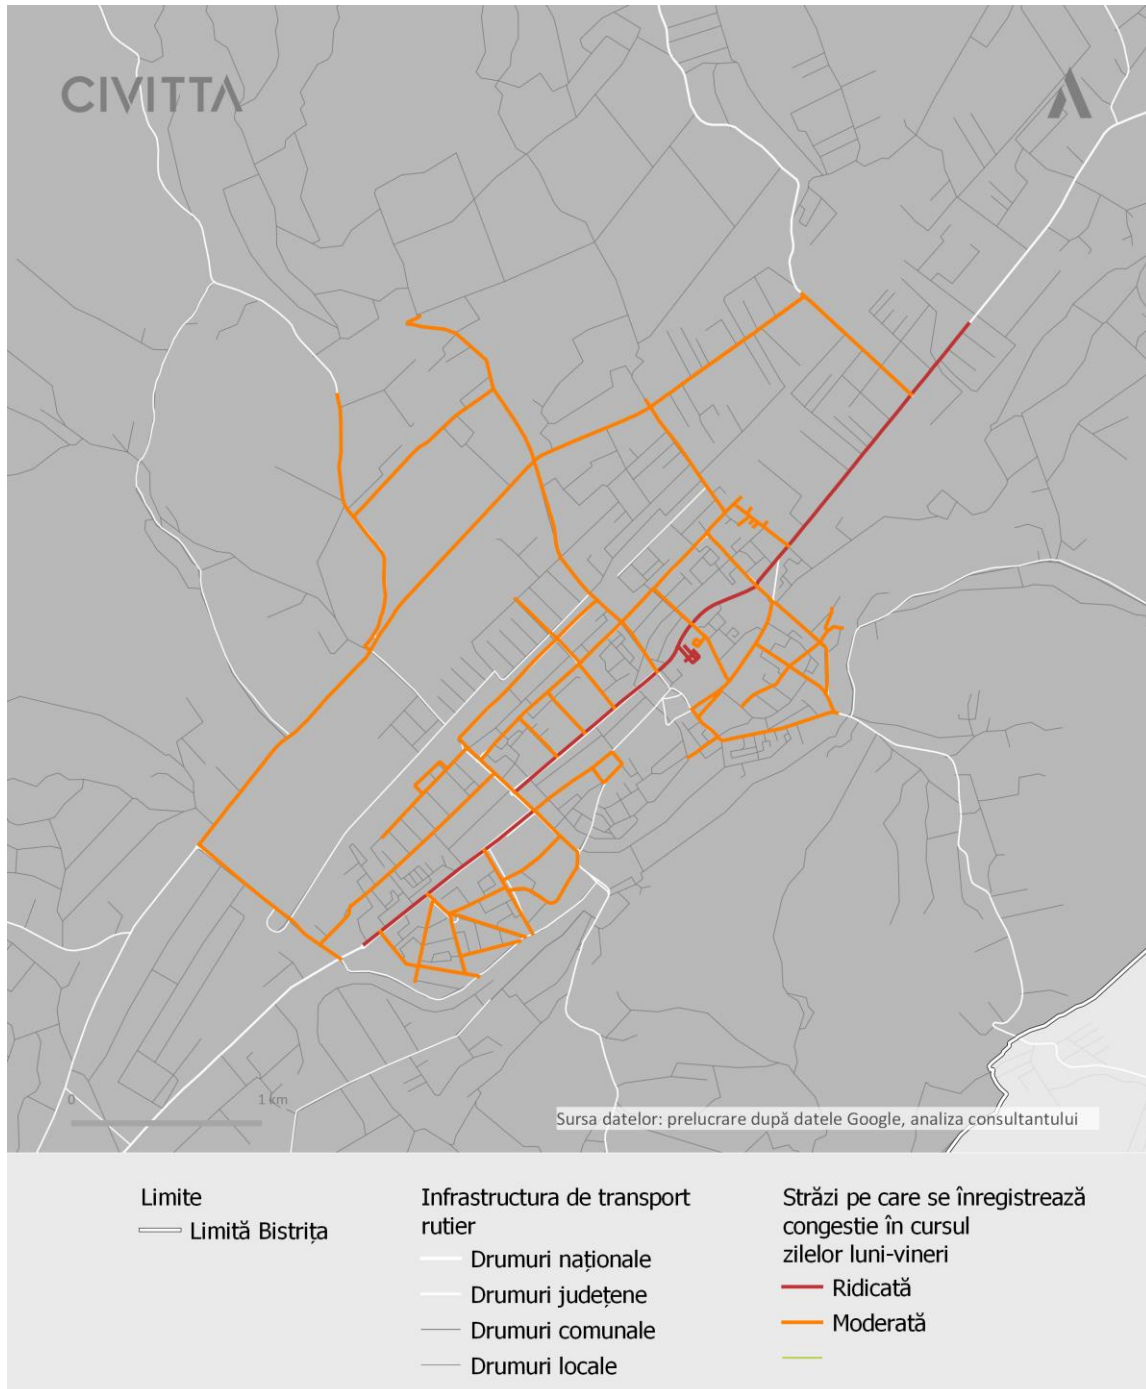 CIVITTA
0 1 km
Sursa datelor: prelucrare după datele Google, analiza consultantului
Limite
Limită Bistrița
Infrastructura de transport
rutier
Drumuri naționale
Drumuri județene
Drumuri comunale
Drumuri locale
Străzi pe care se înregistrează
congestie în cursul
zilelor luni-vineri
Ridicată
Moderată